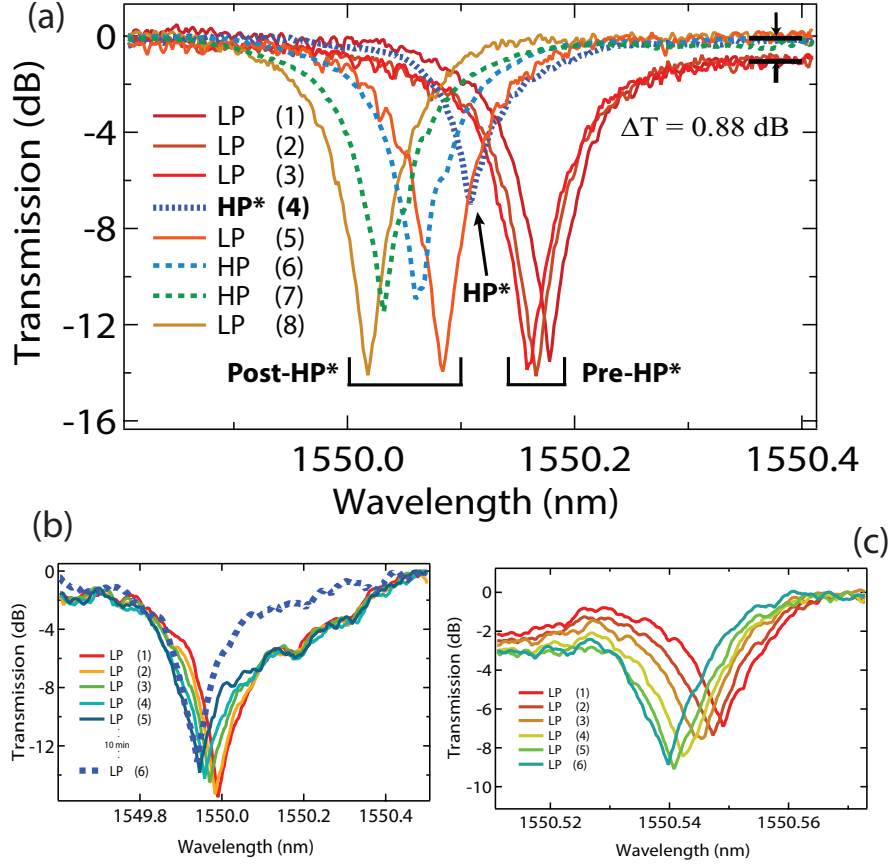 (a)
Transmission (dB)
0
-4
-8
-12
-16
LP (1)
LP (2)
LP (3)
HP* (4)
LP (5)
HP (6)
HP (7)
LP (8)
ΔT = 0.88 dB
HP*
Post-HP*
Pre-HP*
1550.0
1550.2
1550.4
Wavelength (nm)
(b)
Transmission (dB)
0
-4
-8
-12
LP (1)
LP (2)
LP (3)
LP (4)
LP (5)
10 min
LP (6)
1549.8
1550.0
1550.2
1550.4
Wavelength (nm)
(c)
Transmission (dB)
0
-2
-4
-6
-8
-10
LP (1)
LP (2)
LP (3)
LP (4)
LP (5)
LP (6)
1550.52
1550.54
1550.56
Wavelength (nm)